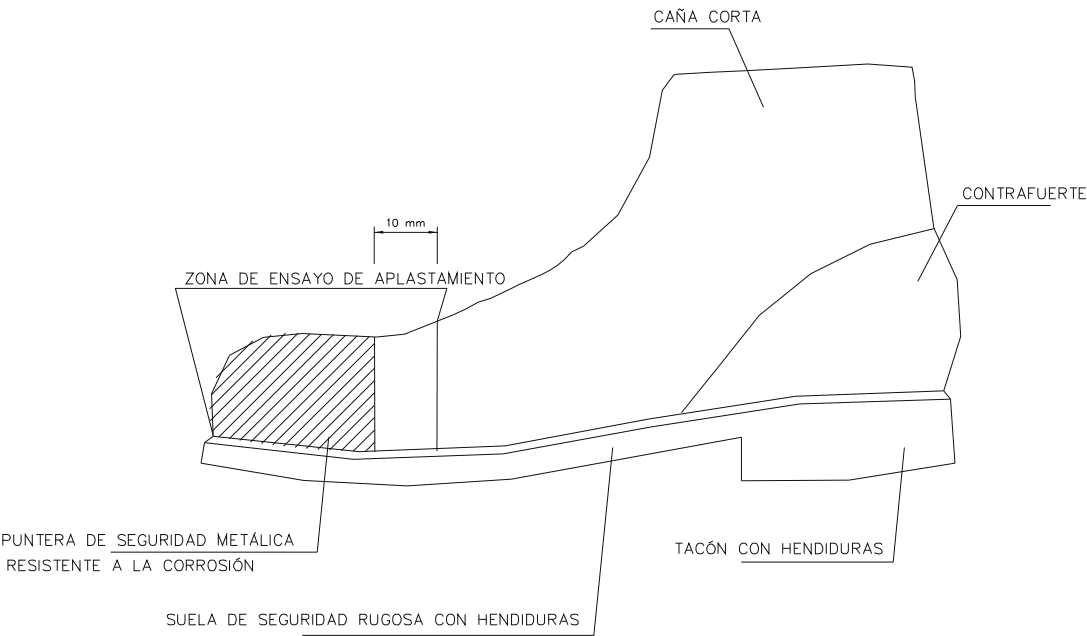 CAÑA CORTA
CONTRAFUERTE
10 mm
ZONA DE ENSAYO DE APLASTAMIENTO
PUNTERA DE SEGURIDAD METÁLICA
RESISTENTE A LA CORROSIÓN
TACÓN CON HENDIDURAS
SUELA DE SEGURIDAD RUGOSA CON HENDIDURAS